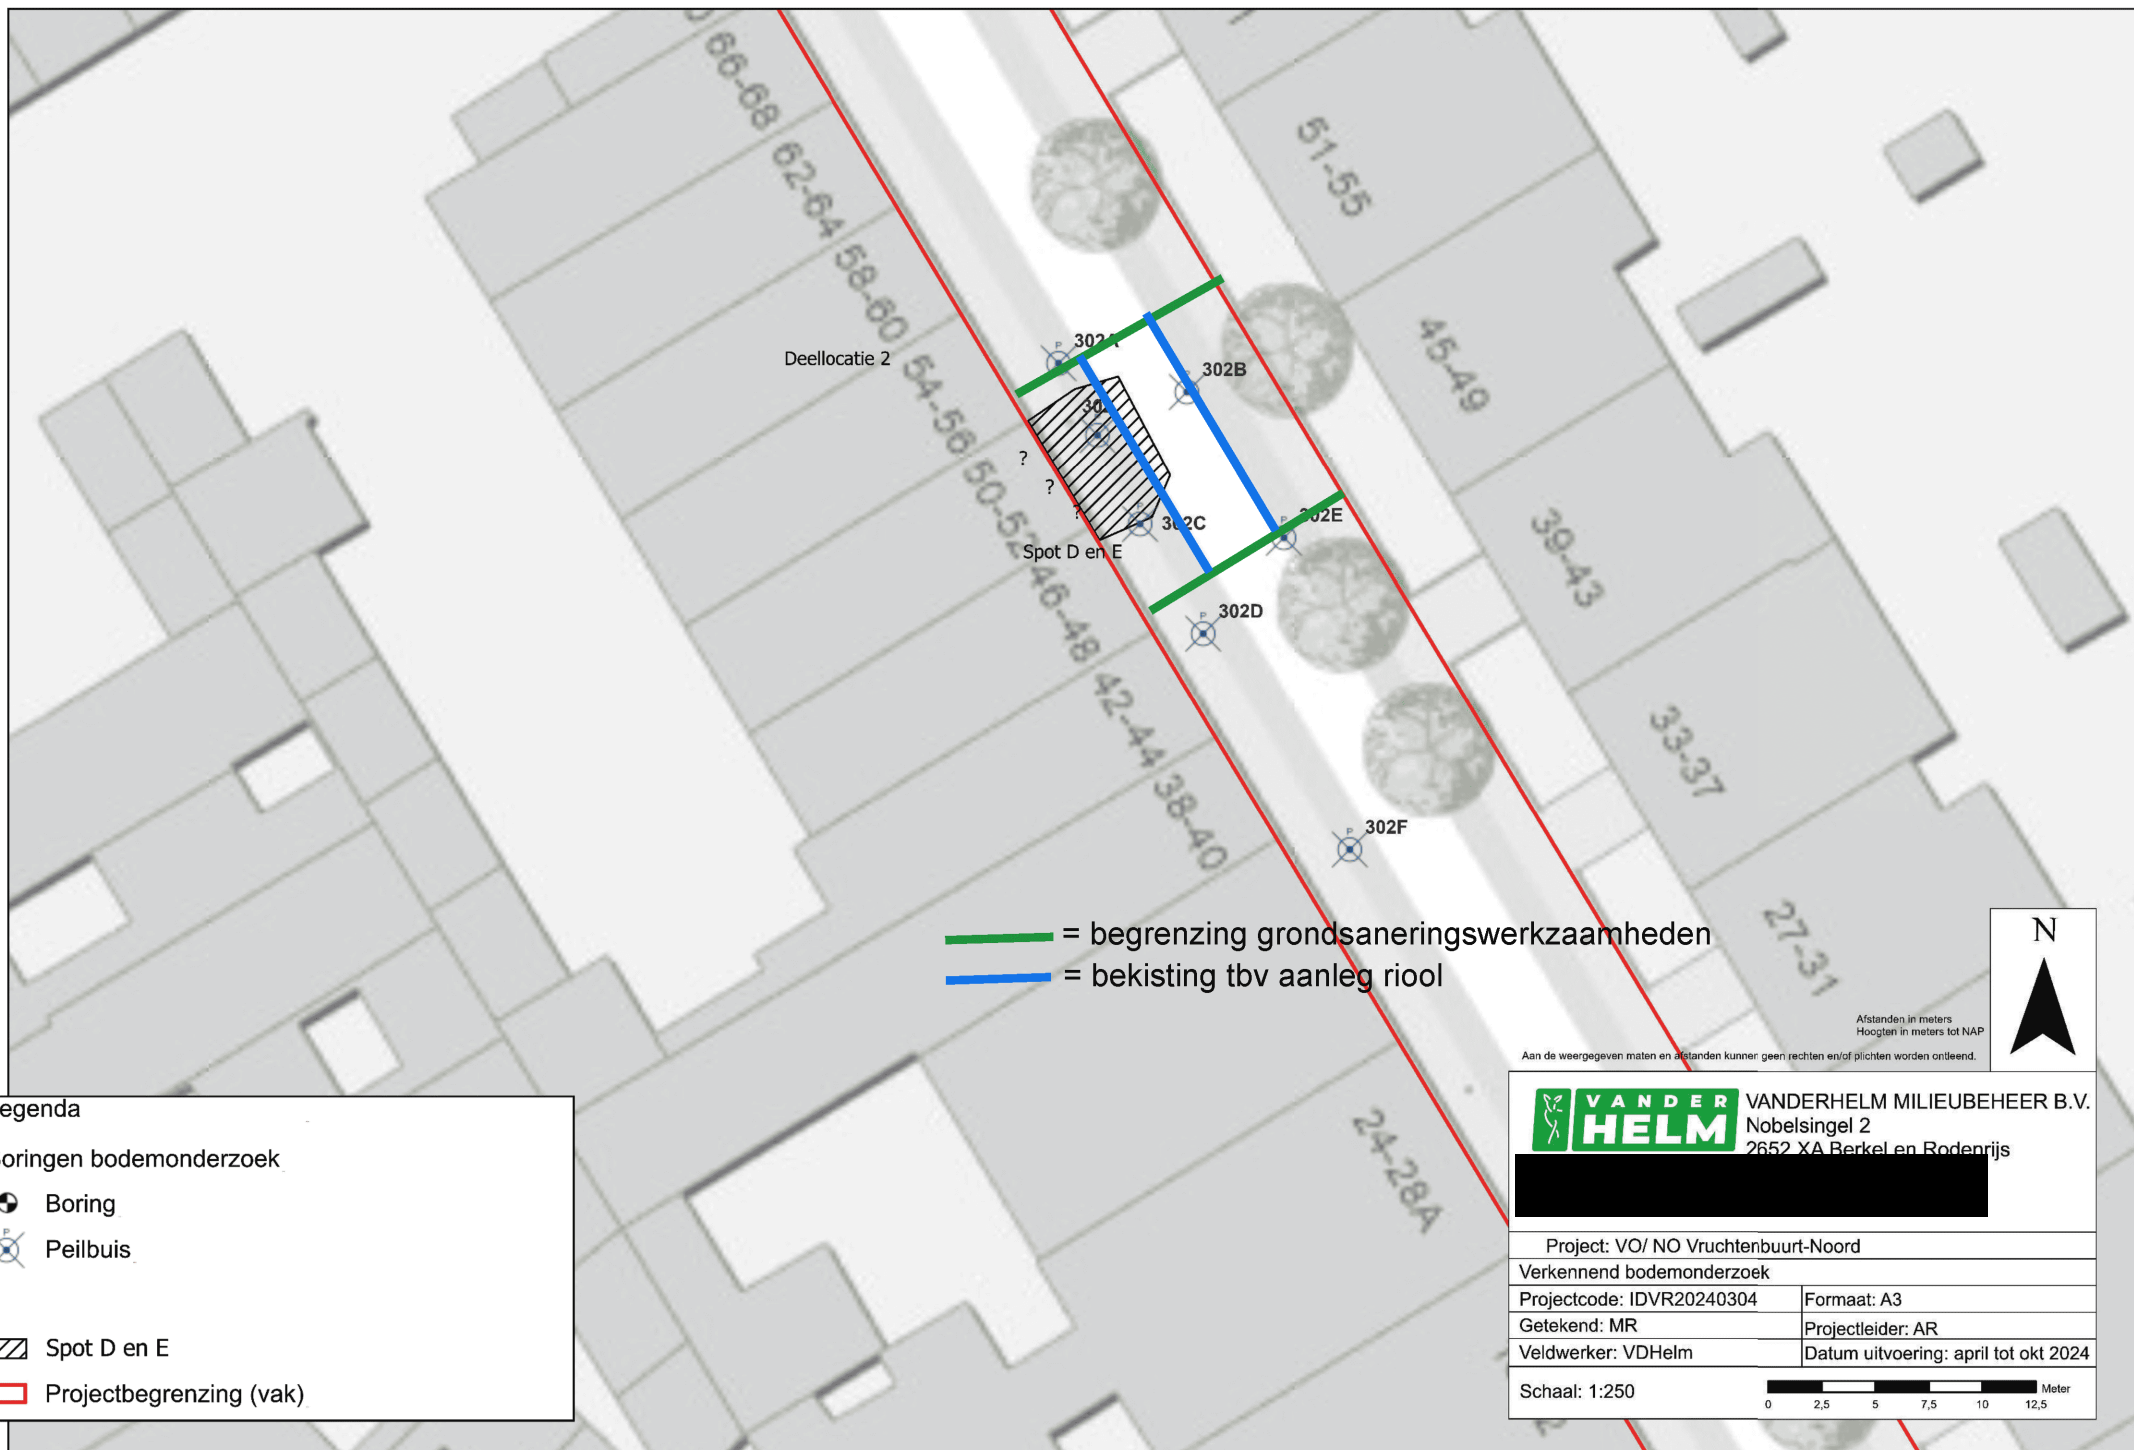 66-68
62-64
58-60
54-56
50-52
46-48
42-44
38-40
24-28A
51-55
45-49
39-43
33-37
27-31
Deellocatie 2
302A
302B
302C
302E
302D
302F
P
P
P
P
P
?
?
?
Spot D en E
= begrenzing grondsaneringswerkzaamheden
= bekisting tbv aanleg riool
N
Afstanden in meters
Hoogten in meters tot NAP
Aan de weergegeven maten en afstanden kunnen geen rechten en/of plichten worden ontleend.
VANDER
HELM
VANDERHELM MILIEUBEHEER B.V.
Nobelsingel 2
2652 XA Berkel en Rodenrijs
Project: VO/ NO Vruchtenbuurt-Noord
Verkennend bodemonderzoek
Projectcode: IDVR20240304
Formaat: A3
Getekend: MR
Projectleider: AR
Veldwerker: VDHelm
Datum uitvoering: april tot okt 2024
Schaal: 1:250
Meter
0 2,5 5 7,5 10 12,5
egenda
oringen bodemonderzoek
Boring
P
Peilbuis
Spot D en E
Projectbegrenzing (vak)